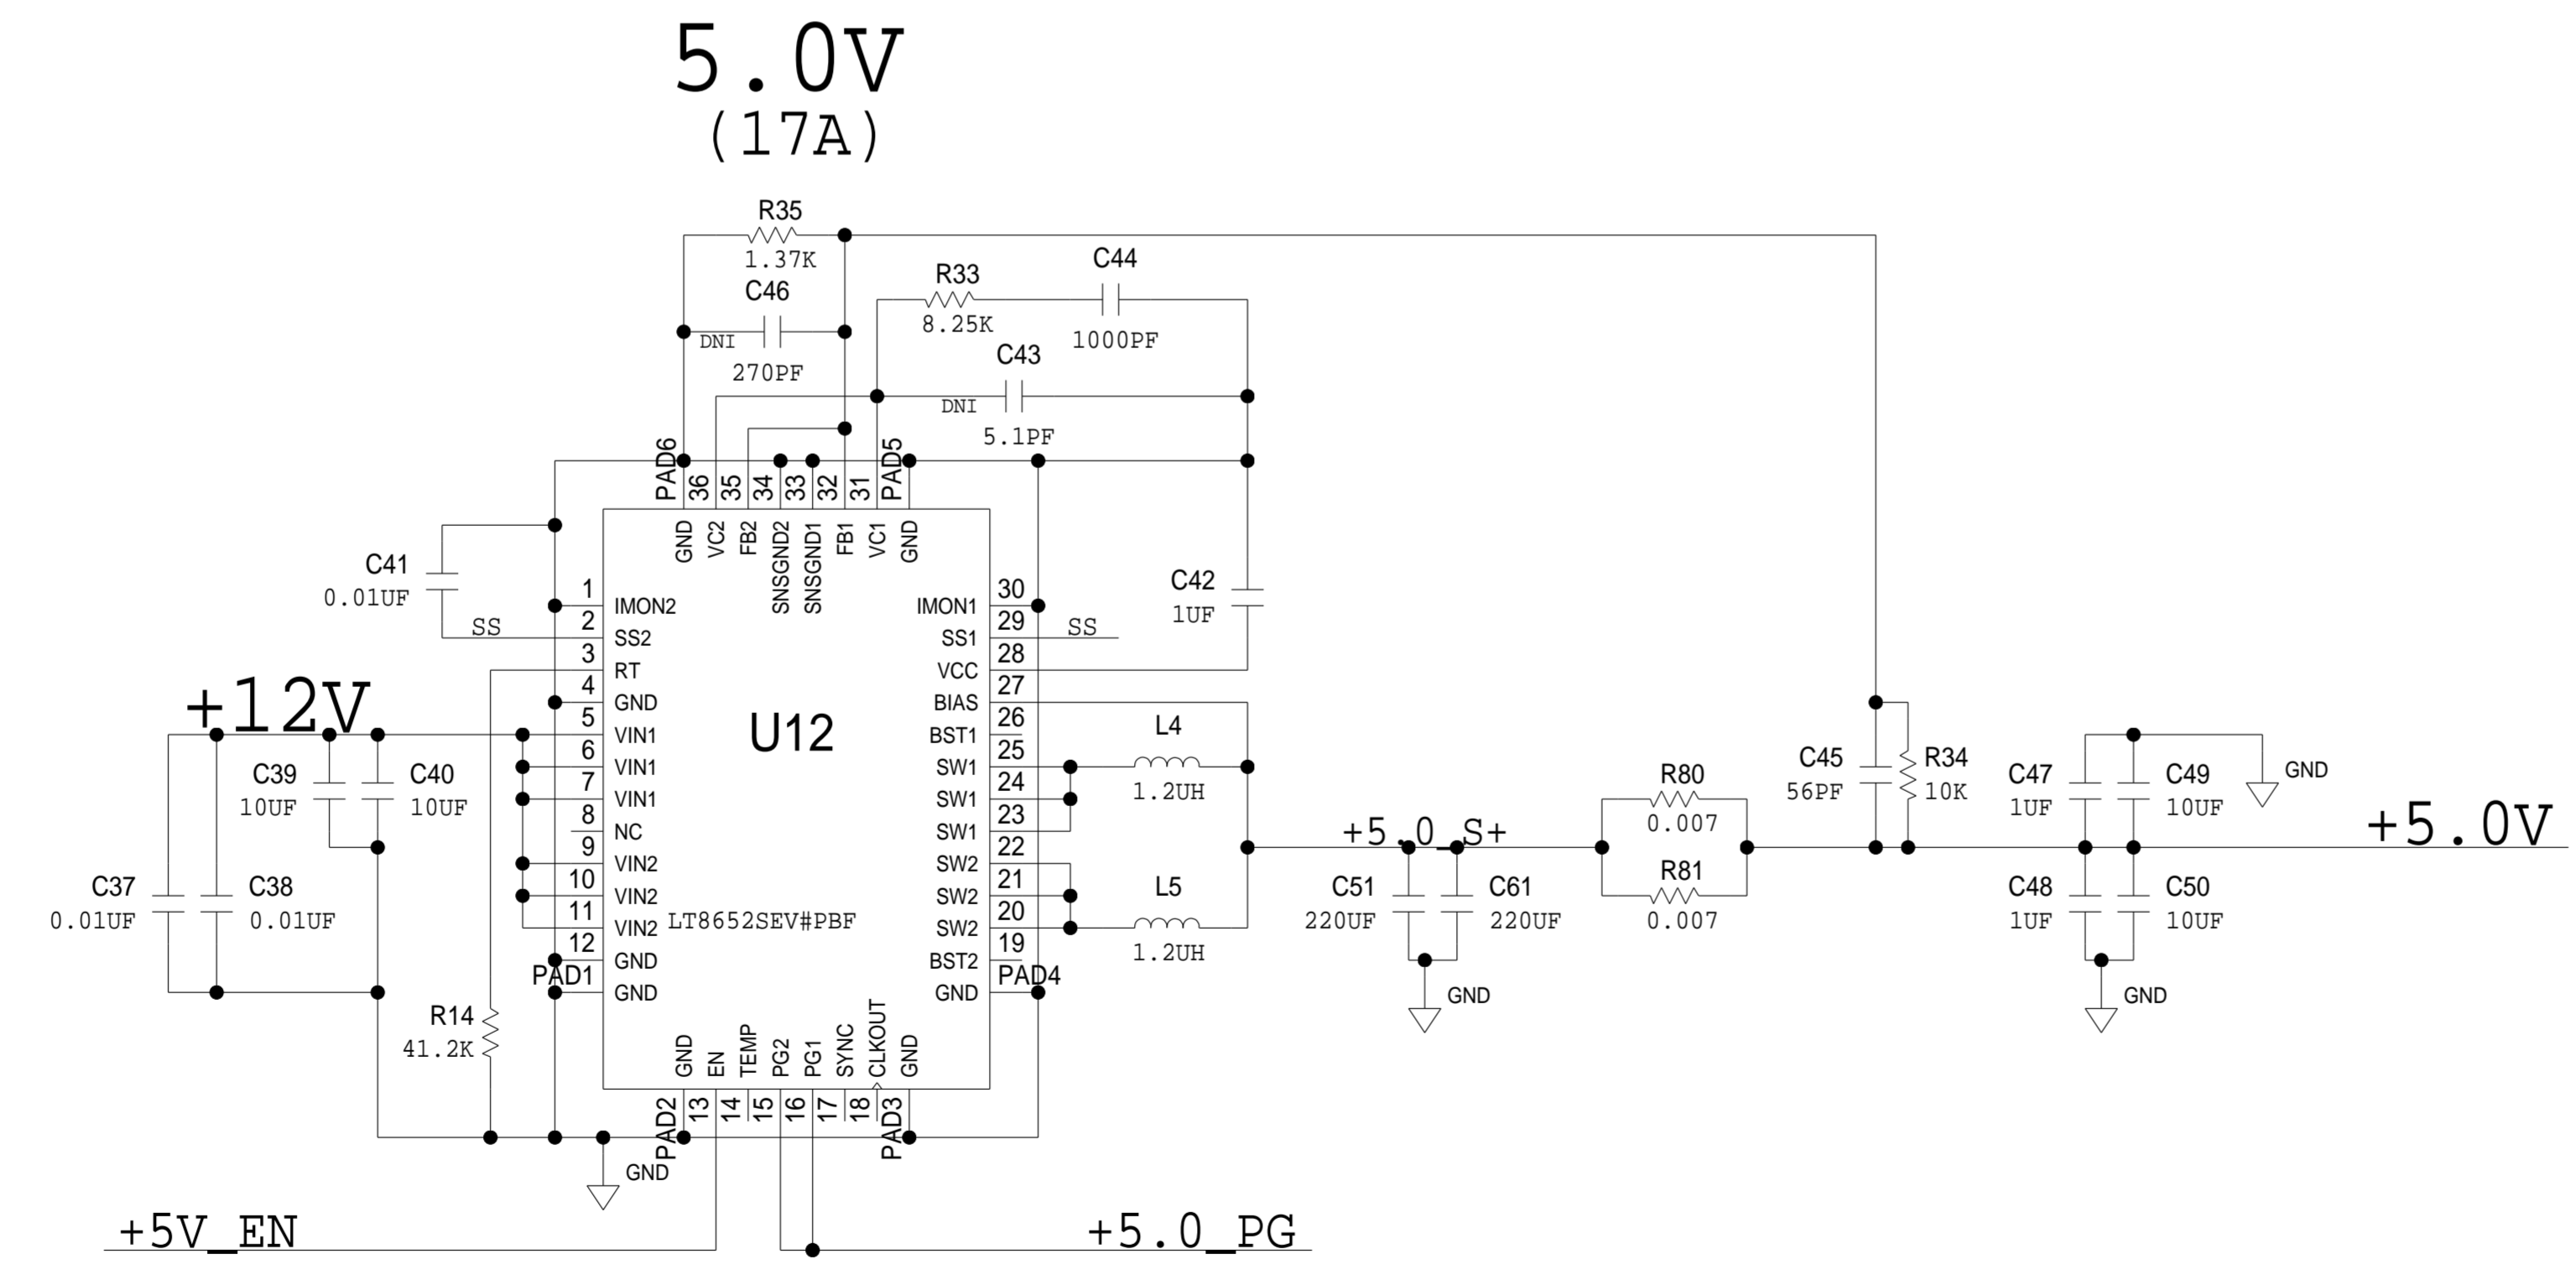 5.0V
(17A)
R35
1.37K
C46
DNI
270PF
R33
8.25K
C44
1000PF
C43
DNI
5.1PF
PAD6
36
35
34
33
32
31
PAD5
GND
VC2
FB2
SNSGND2
SNSGND1
FB1
VC1
GND
C41
0.01UF
SS
1
IMON2
2
SS2
3
RT
4
GND
5
VIN1
6
VIN1
7
VIN1
8
NC
9
VIN2
10
VIN2
11
VIN2
12
GND
PAD1
GND
U12
LT8652SEV#PBF
30
IMON1
29
SS1
SS
28
VCC
27
BIAS
26
BST1
25
SW1
24
SW1
23
SW1
22
SW2
21
SW2
20
SW2
19
BST2
PAD4
GND
C42
1UF
+12V
C39
10UF
C40
10UF
C37
0.01UF
C38
0.01UF
R14
41.2K
GND
EN
TEMP
PG2
PG1
SYNC
CLKOUT
GND
PAD2
13
14
15
16
17
18
PAD3
GND
+5V_EN
+5.0_PG
L4
1.2UH
L5
1.2UH
+5.0_S+
C51
220UF
C61
220UF
GND
R80
0.007
R81
0.007
C45
56PF
R34
10K
C47
1UF
C49
10UF
GND
+5.0V
C48
1UF
C50
10UF
GND